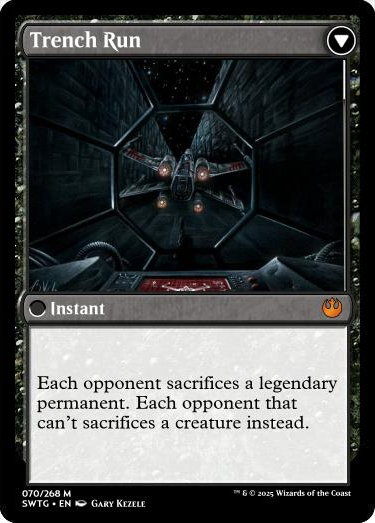 Trench Run
Instant
Each opponent sacrifices a legendary
permanent. Each opponent that
can't sacrifices a creature instead.
070/268 M
SWTG • EN Gary Kezele
™ & © 2025 Wizards of the Coast